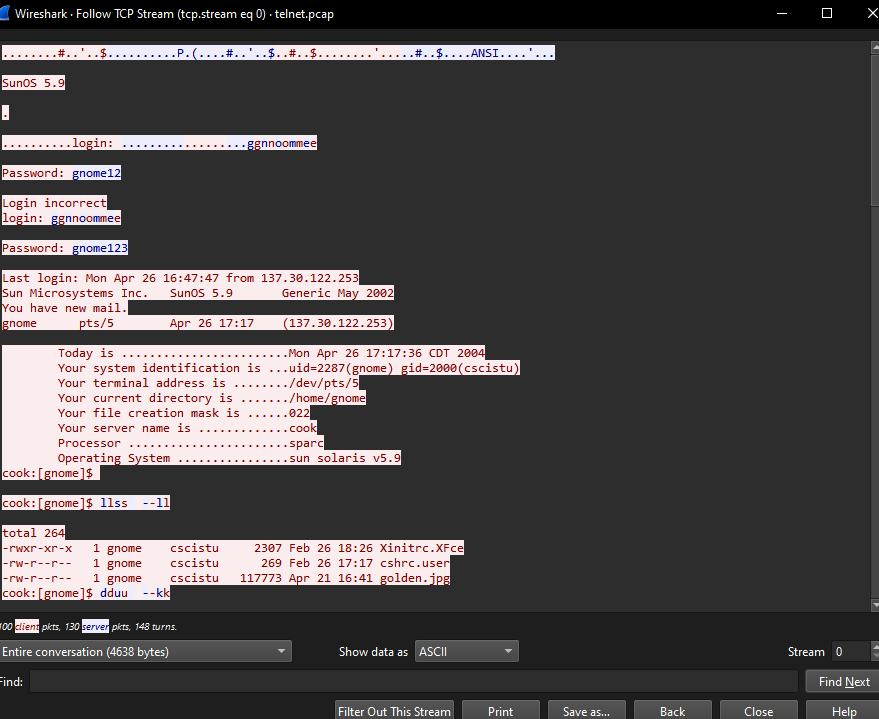 Wireshark · Follow TCP Stream (tcp.stream eq 0) · telnet.pcap
........#..'..$..........P.(....#..'..$..#..$........'.....#..$....ANSI....'...
SunOS 5.9
.
..........login: ..................ggnnoommee
Password: gnome12
Login incorrect
login: ggnnoommee
Password: gnome123
Last login: Mon Apr 26 16:47:47 from 137.30.122.253
Sun Microsystems Inc.   SunOS 5.9       Generic May 2002
You have new mail.
gnome      pts/5        Apr 26 17:17    (137.30.122.253)
Today is ........................Mon Apr 26 17:17:36 CDT 2004
Your system identification is ...uid=2287(gnome) gid=2000(cscistu)
Your terminal address is ......../dev/pts/5
Your current directory is ......./home/gnome
Your file creation mask is ......022
Your server name is .............cook
Processor .......................sparc
Operating System ................sun solaris v5.9
cook:[gnome]$
cook:[gnome]$ llss  --ll
total 264
-rwxr-xr-x   1 gnome    cscistu     2307 Feb 26 18:26 Xinitrc.XFce
-rw-r--r--   1 gnome    cscistu      269 Feb 26 17:17 cshrc.user
-rw-r--r--   1 gnome    cscistu   117773 Apr 21 16:41 golden.jpg
cook:[gnome]$ dduu  --kk
100 client pkts, 130 server pkts, 148 turns.
Entire conversation (4638 bytes) Show data as ASCII Stream 0
Find: Find Next
Filter Out This Stream Print Save as... Back Close Help